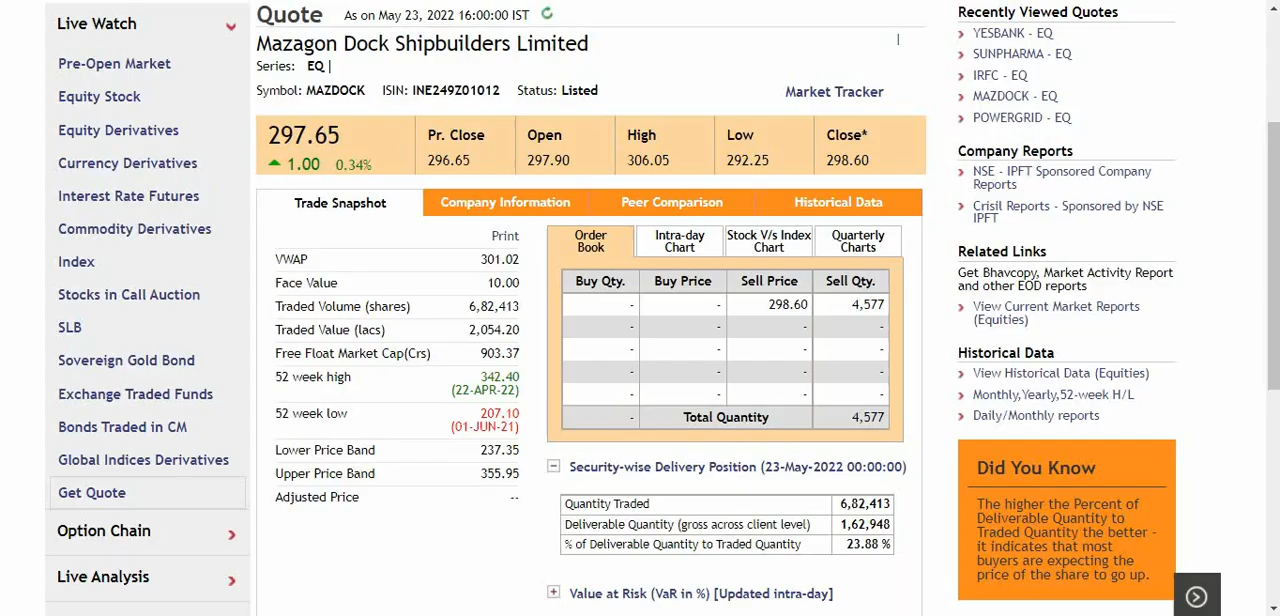 Live Watch
Pre-Open Market
Equity Stock
Equity Derivatives
Currency Derivatives
Interest Rate Futures
Commodity Derivatives
Index
Stocks in Call Auction
SLB
Sovereign Gold Bond
Exchange Traded Funds
Bonds Traded in CM
Global Indices Derivatives
Get Quote
Option Chain
Live Analysis
Quote As on May 23, 2022 16:00:00 IST
Mazagon Dock Shipbuilders Limited
Series: EQ |
Symbol: MAZDOCK ISIN: INE249Z01012 Status: Listed
Market Tracker
297.65 Pr. Close Open High Low Close*
1.00 0.34% 296.65 297.90 306.05 292.25 298.60
Trade Snapshot Company Information Peer Comparison Historical Data
Print
VWAP 301.02
Face Value 10.00
Traded Volume (shares) 6,82,413
Traded Value (lacs) 2,054.20
Free Float Market Cap(Crs) 903.37
52 week high 342.40
(22-APR-22)
52 week low 207.10
(01-JUN-21)
Lower Price Band 237.35
Upper Price Band 355.95
Adjusted Price --
Order Book
Intra-day Chart
Stock V/s Index Chart
Quarterly Charts
Buy Qty. Buy Price Sell Price Sell Qty.
- - 298.60 4,577
- - - -
- - - -
- - - -
- - - -
- Total Quantity 4,577
Security-wise Delivery Position (23-May-2022 00:00:00)
Quantity Traded 6,82,413
Deliverable Quantity (gross across client level) 1,62,948
% of Deliverable Quantity to Traded Quantity 23.88 %
Value at Risk (VaR in %) [Updated intra-day]
Recently Viewed Quotes
YESBANK - EQ
SUNPHARMA - EQ
IRFC - EQ
MAZDOCK - EQ
POWERGRID - EQ
Company Reports
NSE - IPFT Sponsored Company
Reports
Crisil Reports - Sponsored by NSE
IPFT
Related Links
Get Bhavcopy, Market Activity Report
and other EOD reports
View Current Market Reports
(Equities)
Historical Data
View Historical Data (Equities)
Monthly,Yearly,52-week H/L
Daily/Monthly reports
Did You Know
The higher the Percent of
Deliverable Quantity to
Traded Quantity the better -
it indicates that most
buyers are expecting the
price of the share to go up.